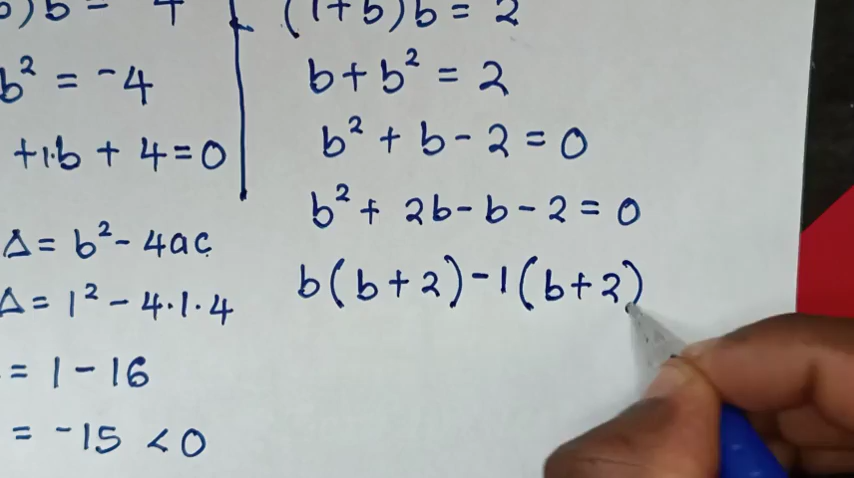 b)b = -4
b² = -4
+1·b + 4 = 0
Δ = b² - 4ac
Δ = 1² - 4·1·4
= 1 - 16
= -15 < 0
(1+b)b = 2
b + b² = 2
b² + b - 2 = 0
b² + 2b - b - 2 = 0
b(b+2) - 1(b+2)